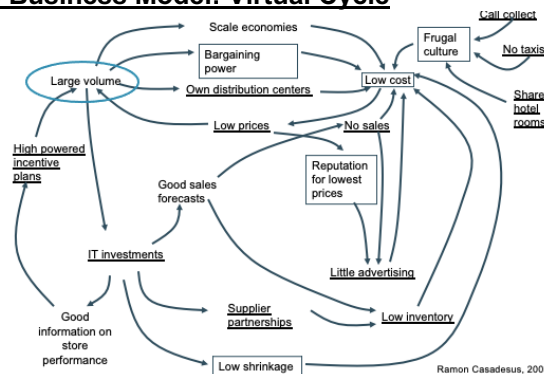 Business Model: Virtual Cycle
Call collect
Scale economies
Frugal
culture
No taxis
Bargaining
power
Large volume
Low cost
Own distribution centers
Share
hotel
rooms
Low prices
No sales
High powered
incentive
plans
Reputation
for lowest
prices
Good sales
forecasts
IT investments
Little advertising
Good
information on
store
performance
Supplier
partnerships
Low inventory
Low shrinkage
Ramon Casadesus, 200